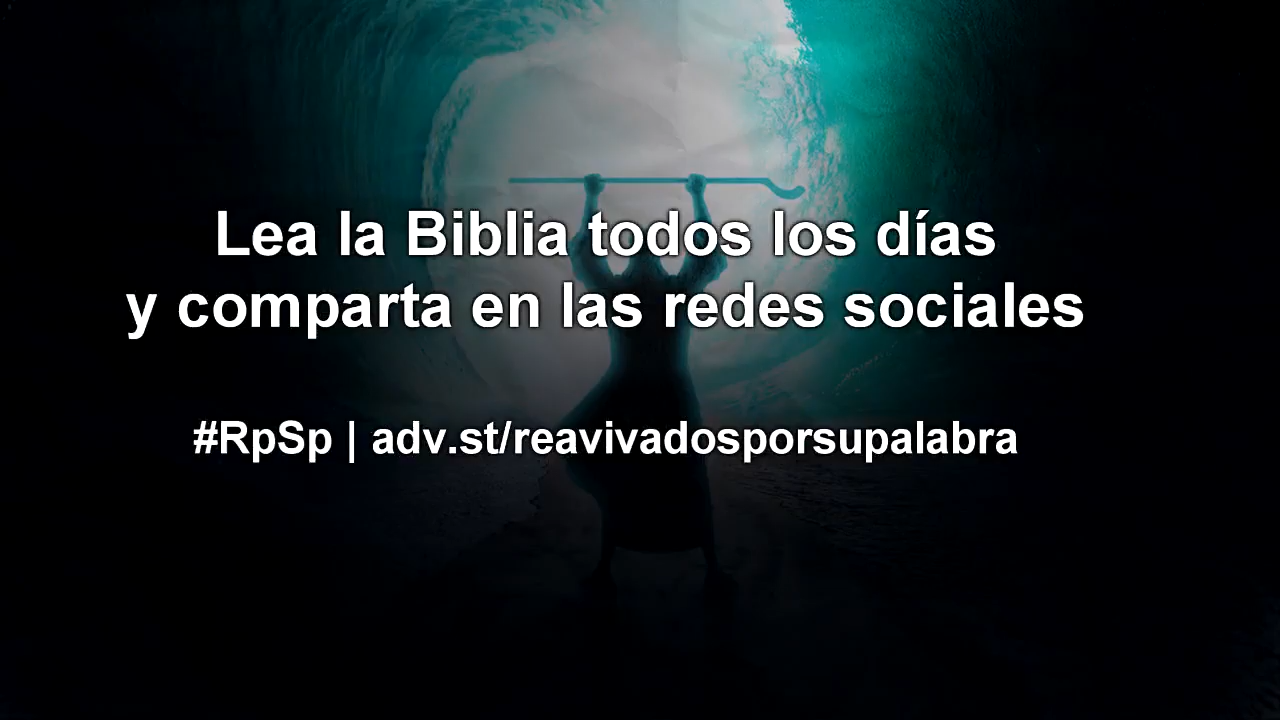 Lea la Biblia todos los días
y comparta en las redes sociales
#RpSp | adv.st/reavivadosporsupalabra